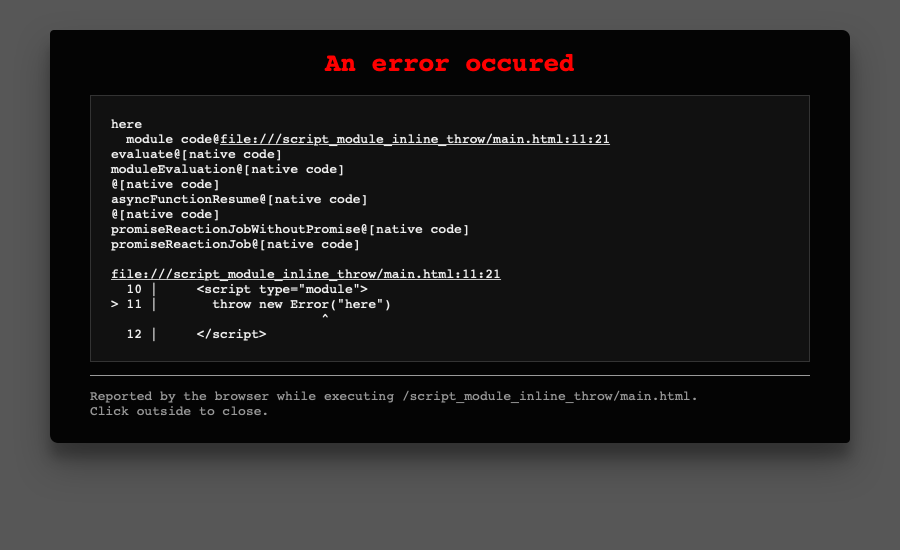 An error occured
here
  module code@file:///script_module_inline_throw/main.html:11:21
evaluate@[native code]
moduleEvaluation@[native code]
@[native code]
asyncFunctionResume@[native code]
@[native code]
promiseReactionJobWithoutPromise@[native code]
promiseReactionJob@[native code]
file:///script_module_inline_throw/main.html:11:21
  10 |     <script type="module">
> 11 |       throw new Error("here")
                           ^
  12 |     </script>
Reported by the browser while executing /script_module_inline_throw/main.html.
Click outside to close.